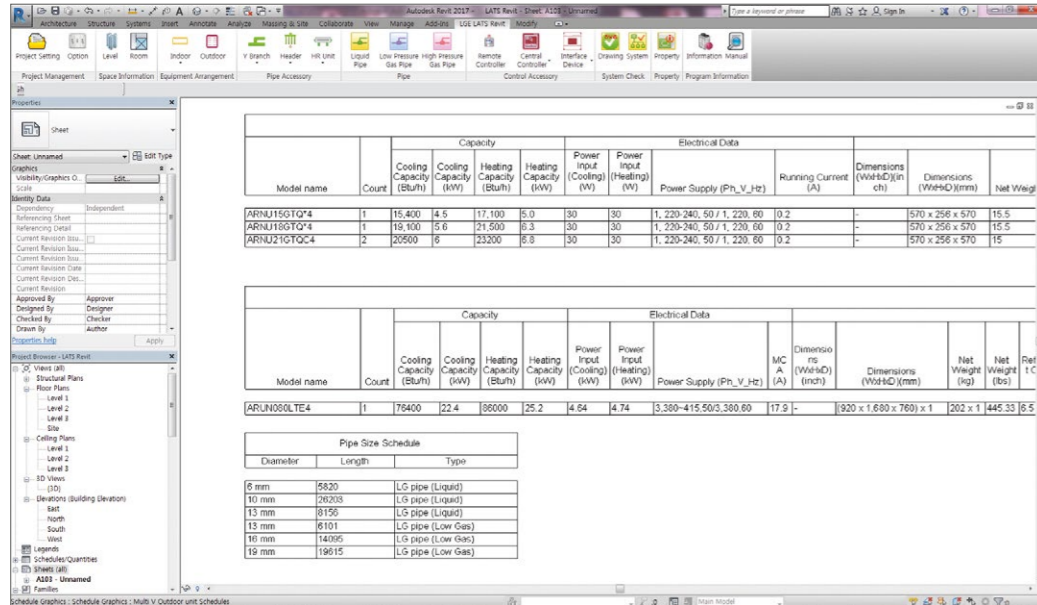 Autodesk Revit 2017 - LATS Revit - Sheet: A103 - Unnamed
Type a keyword or phrase
Sign In
Architecture Structure Systems Insert Annotate Analyze Massing & Site Collaborate View Manage Add-Ins LGE LATS Revit Modify
Project Setting Option Level Room Indoor Outdoor Y Branch Header HR Unit Liquid Pipe Low Pressure Gas Pipe High Pressure Gas Pipe Remote Controller Central Controller Interface Device Drawing System Property Information Manual
Project Management Space Information Equipment Arrangement Pipe Accessory Pipe Control Accessory System Check Property Program Information
Properties
Sheet
Sheet: Unnamed Edit Type
Graphics
Visibility/Graphics O... Edit...
Scale
Identity Data
Dependency Independent
Referencing Sheet
Referencing Detail
Current Revision Issu...
Current Revision Issu...
Current Revision Issu...
Current Revision Date
Current Revision Des...
Current Revision
Approved By Approver
Designed By Designer
Checked By Checker
Drawn By Author
Properties help Apply
Project Browser - LATS Revit
Views (all)
Structural Plans
Floor Plans
Level 1
Level 2
Level 3
Site
Ceiling Plans
Level 1
Level 2
Level 3
3D Views
{3D}
Elevations (Building Elevation)
East
North
South
West
Legends
Schedules/Quantities
Sheets (all)
A103 - Unnamed
Families
Capacity Electrical Data
Model name Count Cooling Capacity (Btu/h) Cooling Capacity (kW) Heating Capacity (Btu/h) Heating Capacity (kW) Power Input (Cooling) (W) Power Input (Heating) (W) Power Supply (Ph_V_Hz) Running Current (A) Dimensions (WxHxD)(inch) Dimensions (WxHxD)(mm) Net Weigh
ARNU15GTQ*4 1 15,400 4.5 17,100 5.0 30 30 1, 220-240, 50 / 1, 220, 60 0.2 - 570 x 256 x 570 15.5
ARNU18GTQ*4 1 19,100 5.6 21,500 6.3 30 30 1, 220-240, 50 / 1, 220, 60 0.2 - 570 x 256 x 570 15.5
ARNU21GTQC4 2 20500 6 23200 6.8 30 30 1, 220-240, 50 / 1, 220, 60 0.2 - 570 x 256 x 570 15
Capacity Electrical Data
Model name Count Cooling Capacity (Btu/h) Cooling Capacity (kW) Heating Capacity (Btu/h) Heating Capacity (kW) Power Input (Cooling) (kW) Power Input (Heating) (kW) Power Supply (Ph_V_Hz) MCA (A) Dimensions (WxHxD) (inch) Dimensions (WxHxD)(mm) Net Weight (kg) Net Weight (lbs)
ARUN080LTE4 1 76400 22.4 86000 25.2 4.64 4.74 3,380~415,50/3,380,60 17.9 - (920 x 1,680 x 760) x 1 202 x 1 445.33 6.5
Pipe Size Schedule
Diameter Length Type
6 mm 5820 LG pipe (Liquid)
10 mm 26203 LG pipe (Liquid)
13 mm 8156 LG pipe (Liquid)
13 mm 6101 LG pipe (Low Gas)
16 mm 14095 LG pipe (Low Gas)
19 mm 19615 LG pipe (Low Gas)
Schedule Graphics : Schedule Graphics : Multi V Outdoor unit Schedules
Main Model